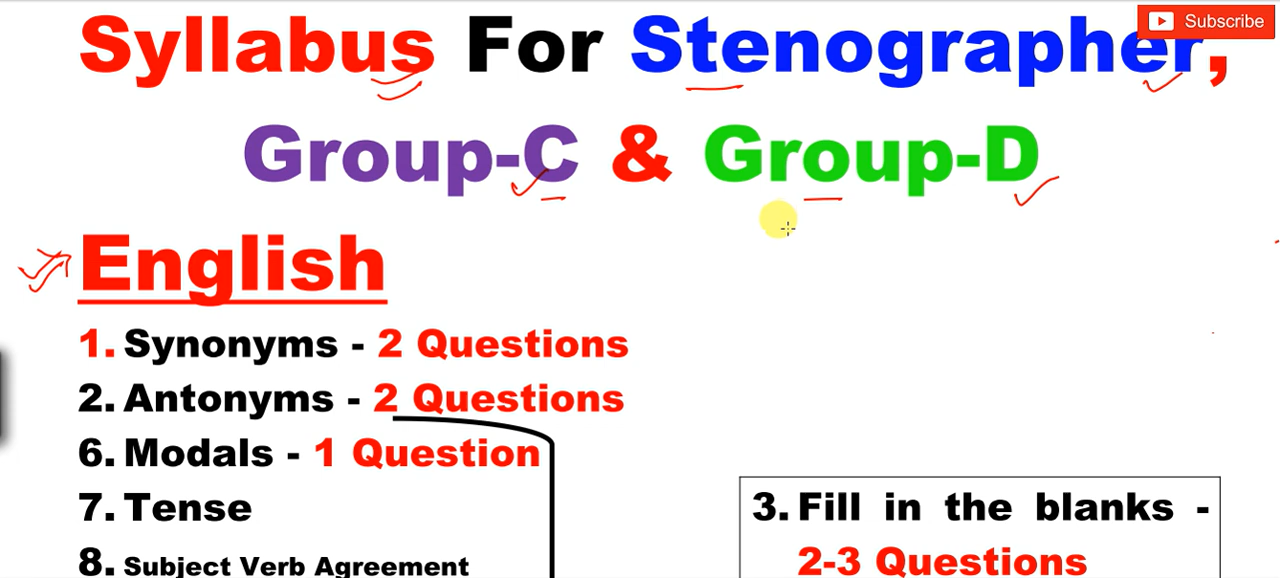 Subscribe
Syllabus For Stenographer,
Group-C & Group-D
English
1. Synonyms - 2 Questions
2. Antonyms - 2 Questions
6. Modals - 1 Question
7. Tense
8. Subject Verb Agreement
3. Fill in the blanks -
2-3 Questions